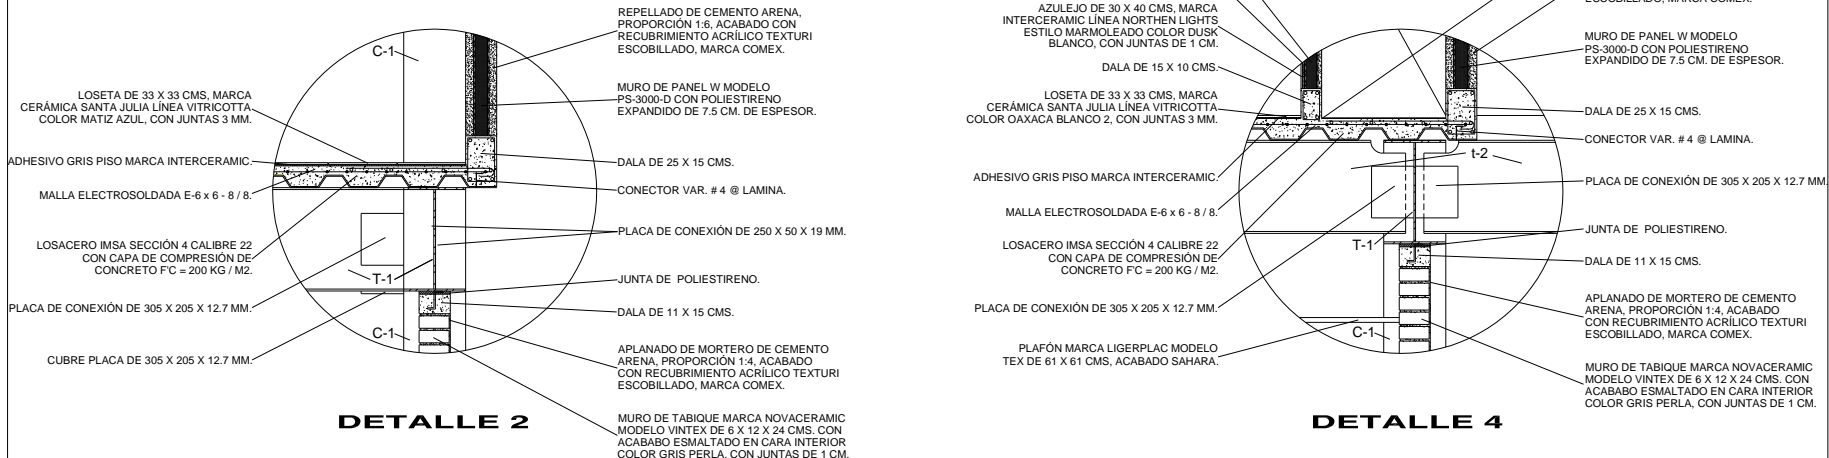 REPELLADO DE CEMENTO ARENA,
PROPORCIÓN 1:6, ACABADO CON
RECUBRIMIENTO ACRÍLICO TEXTURI
ESCOBILLADO, MARCA COMEX.
C-1
MURO DE PANEL W MODELO
PS-3000-D CON POLIESTIRENO
EXPANDIDO DE 7.5 CM. DE ESPESOR.
LOSETA DE 33 X 33 CMS, MARCA
CERÁMICA SANTA JULIA LÍNEA VITRICOTTA
COLOR MATIZ AZUL, CON JUNTAS 3 MM.
ADHESIVO GRIS PISO MARCA INTERCERAMIC.
DALA DE 25 X 15 CMS.
MALLA ELECTROSOLDADA E-6 x 6 - 8 / 8.
CONECTOR VAR. # 4 @ LAMINA.
LOSACERO IMSA SECCIÓN 4 CALIBRE 22
CON CAPA DE COMPRESIÓN DE
CONCRETO F'C = 200 KG / M2.
PLACA DE CONEXIÓN DE 250 X 50 X 19 MM.
T-1
JUNTA DE POLIESTIRENO.
PLACA DE CONEXIÓN DE 305 X 205 X 12.7 MM.
DALA DE 11 X 15 CMS.
C-1
CUBRE PLACA DE 305 X 205 X 12.7 MM.
APLANADO DE MORTERO DE CEMENTO
ARENA, PROPORCIÓN 1:4, ACABADO
CON RECUBRIMIENTO ACRÍLICO TEXTURI
ESCOBILLADO, MARCA COMEX.
MURO DE TABIQUE MARCA NOVACERAMIC
MODELO VINTEX DE 6 X 12 X 24 CMS. CON
ACABABO ESMALTADO EN CARA INTERIOR
COLOR GRIS PERLA, CON JUNTAS DE 1 CM.
DETALLE 2
AZULEJO DE 30 X 40 CMS, MARCA
INTERCERAMIC LÍNEA NORTHEN LIGHTS
ESTILO MARMOLEADO COLOR DUSK
BLANCO, CON JUNTAS DE 1 CM.
ESCOBILLADO, MARCA COMEX.
MURO DE PANEL W MODELO
PS-3000-D CON POLIESTIRENO
EXPANDIDO DE 7.5 CM. DE ESPESOR.
DALA DE 15 X 10 CMS.
LOSETA DE 33 X 33 CMS, MARCA
CERÁMICA SANTA JULIA LÍNEA VITRICOTTA
COLOR OAXACA BLANCO 2, CON JUNTAS 3 MM.
DALA DE 25 X 15 CMS.
CONECTOR VAR. # 4 @ LAMINA.
t-2
ADHESIVO GRIS PISO MARCA INTERCERAMIC.
PLACA DE CONEXIÓN DE 305 X 205 X 12.7 MM.
MALLA ELECTROSOLDADA E-6 x 6 - 8 / 8.
JUNTA DE POLIESTIRENO.
T-1
LOSACERO IMSA SECCIÓN 4 CALIBRE 22
CON CAPA DE COMPRESIÓN DE
CONCRETO F'C = 200 KG / M2.
DALA DE 11 X 15 CMS.
PLACA DE CONEXIÓN DE 305 X 205 X 12.7 MM.
APLANADO DE MORTERO DE CEMENTO
ARENA, PROPORCIÓN 1:4, ACABADO
CON RECUBRIMIENTO ACRÍLICO TEXTURI
ESCOBILLADO, MARCA COMEX.
C-1
PLAFÓN MARCA LIGERPLAC MODELO
TEX DE 61 X 61 CMS, ACABADO SAHARA.
MURO DE TABIQUE MARCA NOVACERAMIC
MODELO VINTEX DE 6 X 12 X 24 CMS. CON
ACABABO ESMALTADO EN CARA INTERIOR
COLOR GRIS PERLA, CON JUNTAS DE 1 CM.
DETALLE 4